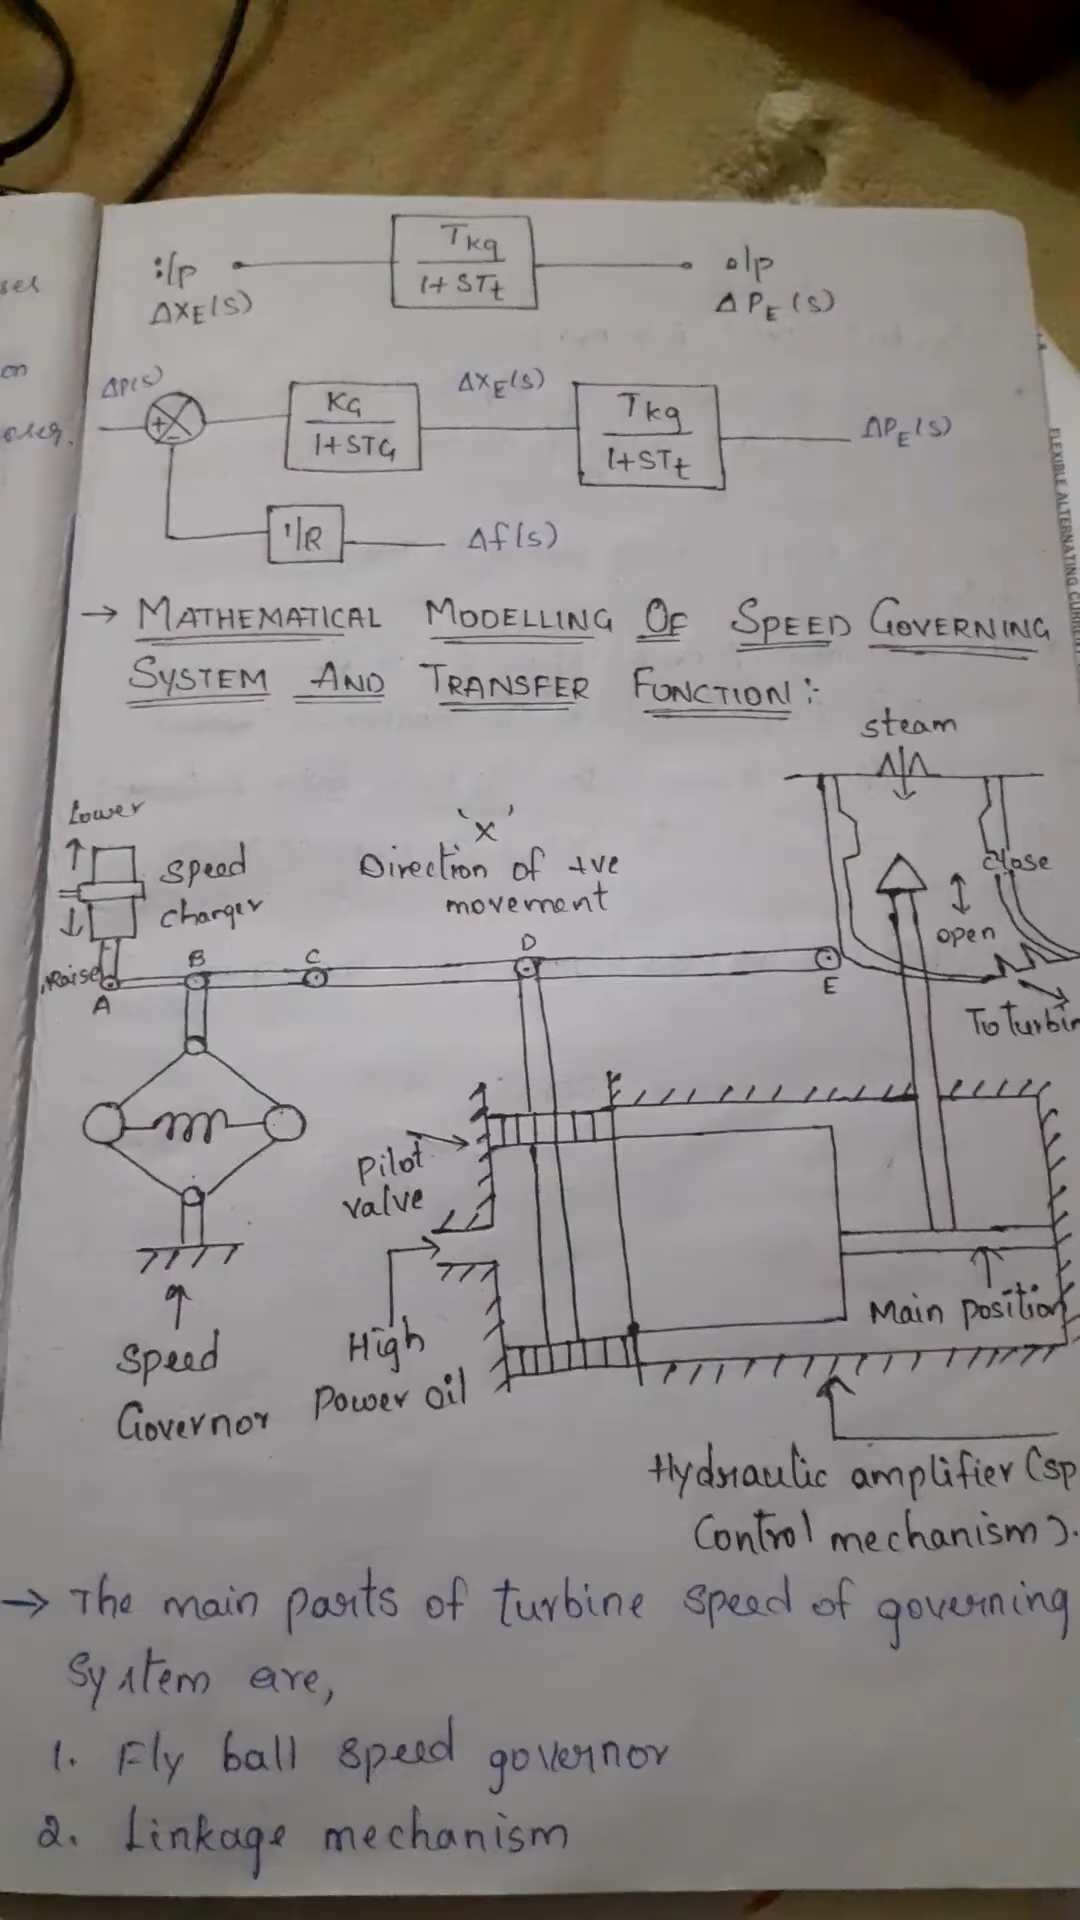 Tkg
i/p o/p
1+STt
ΔXE(s) ΔPE(s)
ΔP(s) ΔXE(s)
KG Tkg
+ ΔPE(s)
-
1+STG 1+STt
1/R Δf(s)
→ MATHEMATICAL MODELLING OF SPEED GOVERNING
SYSTEM AND TRANSFER FUNCTION :-
steam
Lower
'x'
Speed Direction of +ve close
changer movement open
Raise B C D
A E
To turbin
Pilot
valve
High Main position
Speed
Power oil
Governor
Hydraulic amplifier (sp
Control mechanism).
→ The main parts of turbine speed of governing
System are,
1. Fly ball speed governor
2. Linkage mechanism
FLEXIBLE ALTERNATING CURREN